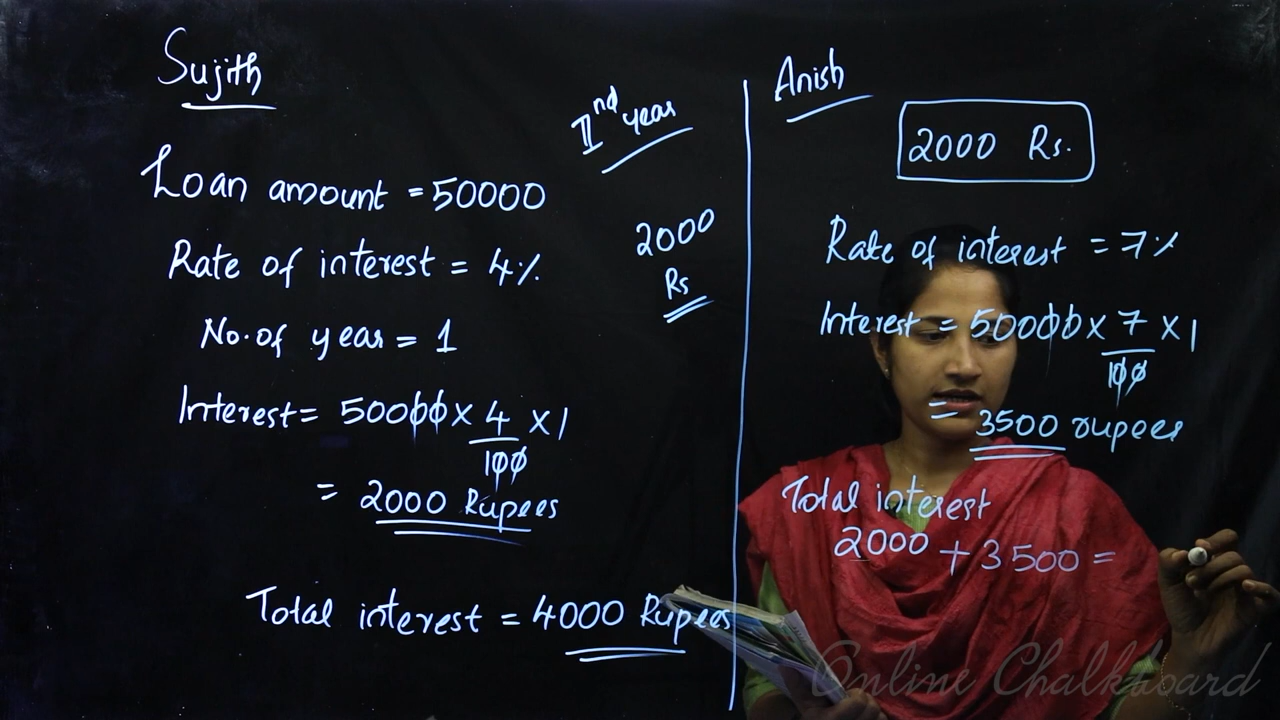 Sujith
IInd year
Loan amount = 50000
2000
Rs
Rate of interest = 4%
No. of year = 1
Interest = 50000 x 4/100 x 1
= 2000 Rupees
Total interest = 4000 Rupees
Anish
2000 Rs.
Rate of interest = 7%
Interest = 50000 x 7/100 x 1
= 3500 rupees
Total interest
2000 + 3500 =
Online Chalkboard